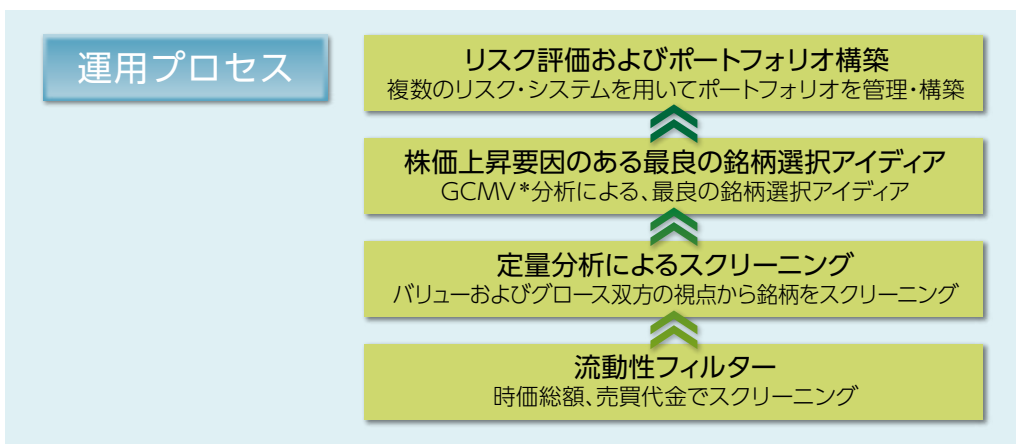 運用プロセス
リスク評価およびポートフォリオ構築
複数のリスク・システムを用いてポートフォリオを管理・構築
株価上昇要因のある最良の銘柄選択アイディア
GCMV*分析による、最良の銘柄選択アイディア
定量分析によるスクリーニング
バリューおよびグロース双方の視点から銘柄をスクリーニング
流動性フィルター
時価総額、売買代金でスクリーニング